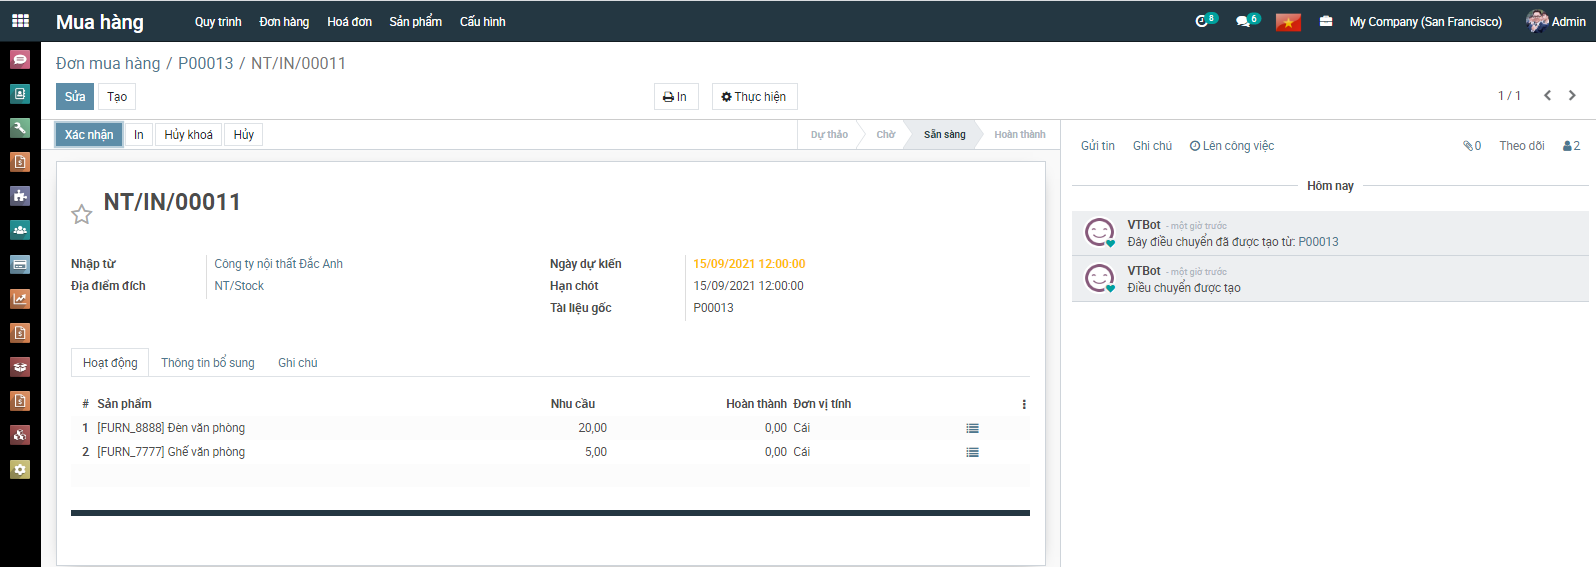 Mua hàng Quy trình Đơn hàng Hoá đơn Sản phẩm Cấu hình 8 6 My Company (San Francisco) Admin
Đơn mua hàng / P00013 / NT/IN/00011
Sửa Tạo In Thực hiện 1 / 1
Xác nhận In Hủy khoá Hủy Dự thảo Chờ Sẵn sàng Hoàn thành
Gửi tin Ghi chú Lên công việc 0 Theo dõi 2
Hôm nay
NT/IN/00011
VTBot - một giờ trước
Đây điều chuyển đã được tạo từ: P00013
VTBot - một giờ trước
Điều chuyển được tạo
Nhập từ Công ty nội thất Đắc Anh Ngày dự kiến 15/09/2021 12:00:00
Địa điểm đích NT/Stock Hạn chót 15/09/2021 12:00:00
Tài liệu gốc P00013
Hoạt động Thông tin bổ sung Ghi chú
# Sản phẩm Nhu cầu Hoàn thành Đơn vị tính
1 [FURN_8888] Đèn văn phòng 20,00 0,00 Cái
2 [FURN_7777] Ghế văn phòng 5,00 0,00 Cái